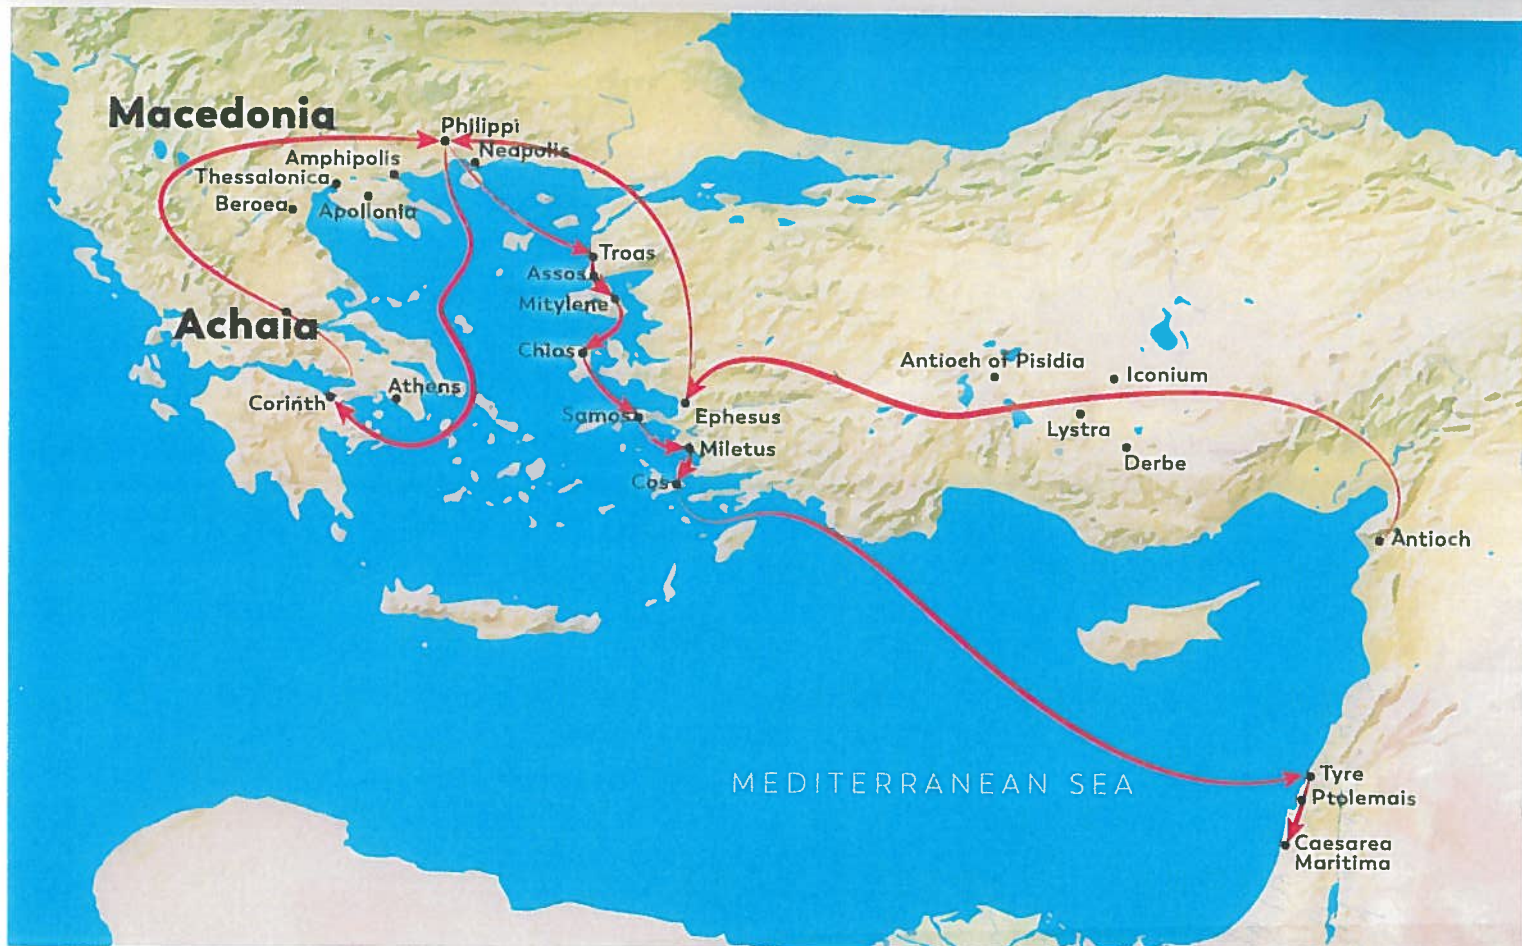 Macedonia
Philippi
Neapolis
Amphipolis
Thessalonica
Beroea
Apollonia
Troas
Assos
Mitylene
Achaia
Chios
Antioch of Pisidia
Iconium
Athens
Corinth
Samos
Ephesus
Lystra
Miletus
Derbe
Cos
Antioch
MEDITERRANEAN SEA
Tyre
Ptolemais
Caesarea
Maritima